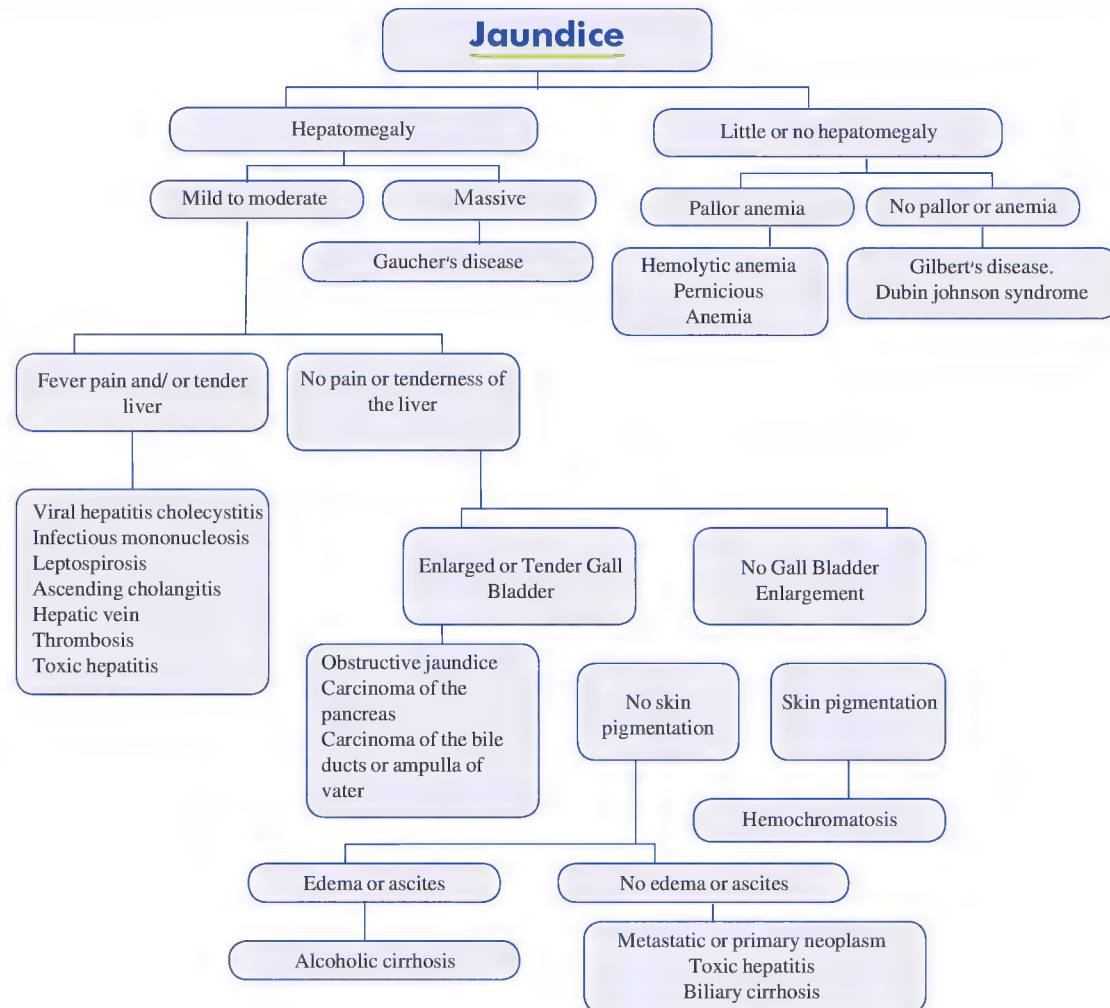 Jaundice
Hepatomegaly
Little or no hepatomegaly
Mild to moderate
Massive
Pallor anemia
No pallor or anemia
Gaucher's disease
Hemolytic anemia
Pernicious
Anemia
Gilbert's disease.
Dubin johnson syndrome
Fever pain and/ or tender
liver
No pain or tenderness of
the liver
Viral hepatitis cholecystitis
Infectious mononucleosis
Leptospirosis
Ascending cholangitis
Hepatic vein
Thrombosis
Toxic hepatitis
Enlarged or Tender Gall
Bladder
No Gall Bladder
Enlargement
Obstructive jaundice
Carcinoma of the
pancreas
Carcinoma of the bile
ducts or ampulla of
vater
No skin
pigmentation
Skin pigmentation
Hemochromatosis
Edema or ascites
No edema or ascites
Alcoholic cirrhosis
Metastatic or primary neoplasm
Toxic hepatitis
Biliary cirrhosis